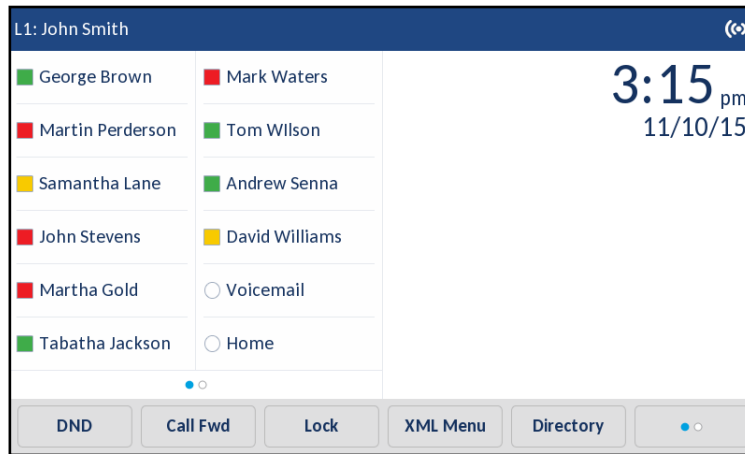 L1: John Smith
George Brown
Mark Waters
3:15 pm
11/10/15
Martin Perderson
Tom WIlson
Samantha Lane
Andrew Senna
John Stevens
David Williams
Martha Gold
Voicemail
Tabatha Jackson
Home
DND
Call Fwd
Lock
XML Menu
Directory